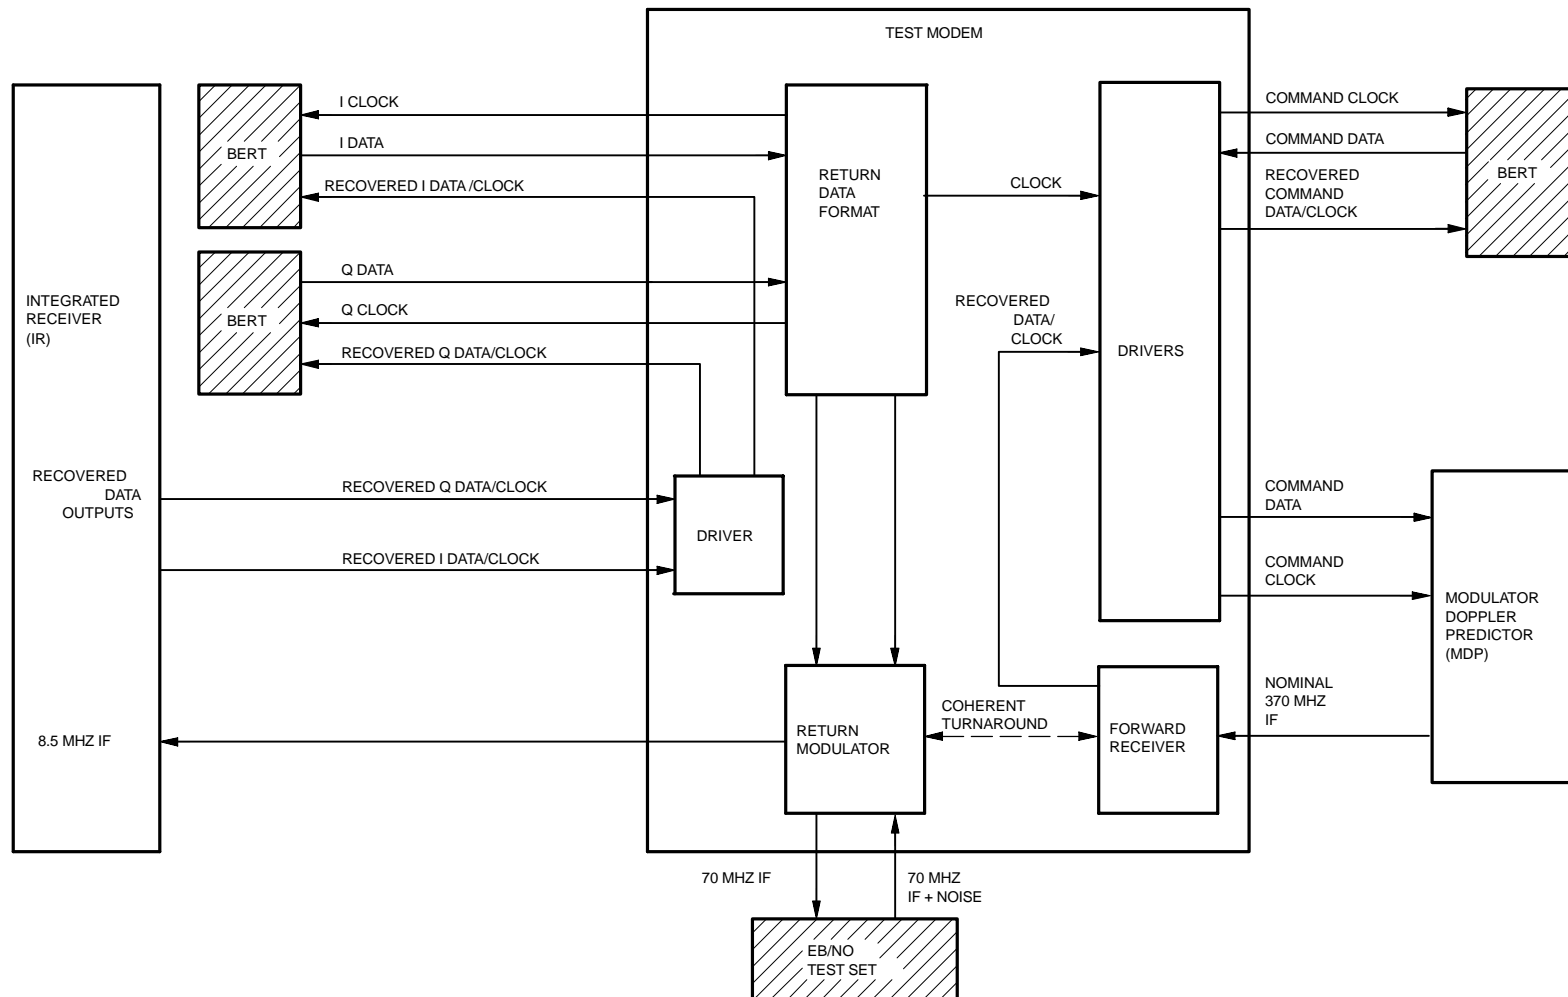 TEST MODEM
I CLOCK
BERT
I DATA
RECOVERED I DATA/CLOCK
RETURN
DATA
FORMAT
CLOCK
COMMAND CLOCK
COMMAND DATA
RECOVERED
COMMAND
DATA/CLOCK
BERT
Q DATA
BERT
Q CLOCK
RECOVERED Q DATA/CLOCK
INTEGRATED
RECEIVER
(IR)
RECOVERED
DATA/
CLOCK
DRIVERS
RECOVERED
DATA
OUTPUTS
RECOVERED Q DATA/CLOCK
RECOVERED I DATA/CLOCK
DRIVER
COMMAND
DATA
COMMAND
CLOCK
MODULATOR
DOPPLER
PREDICTOR
(MDP)
8.5 MHZ IF
RETURN
MODULATOR
COHERENT
TURNAROUND
FORWARD
RECEIVER
NOMINAL
370 MHZ
IF
70 MHZ IF
70 MHZ
IF + NOISE
EB/NO
TEST SET